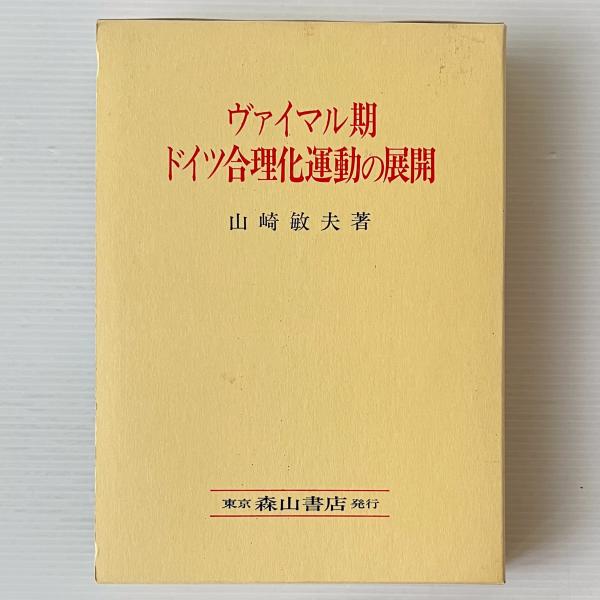 ヴァイマル期
ドイツ合理化運動の展開
山崎敏夫著
東京 森山書店 発行